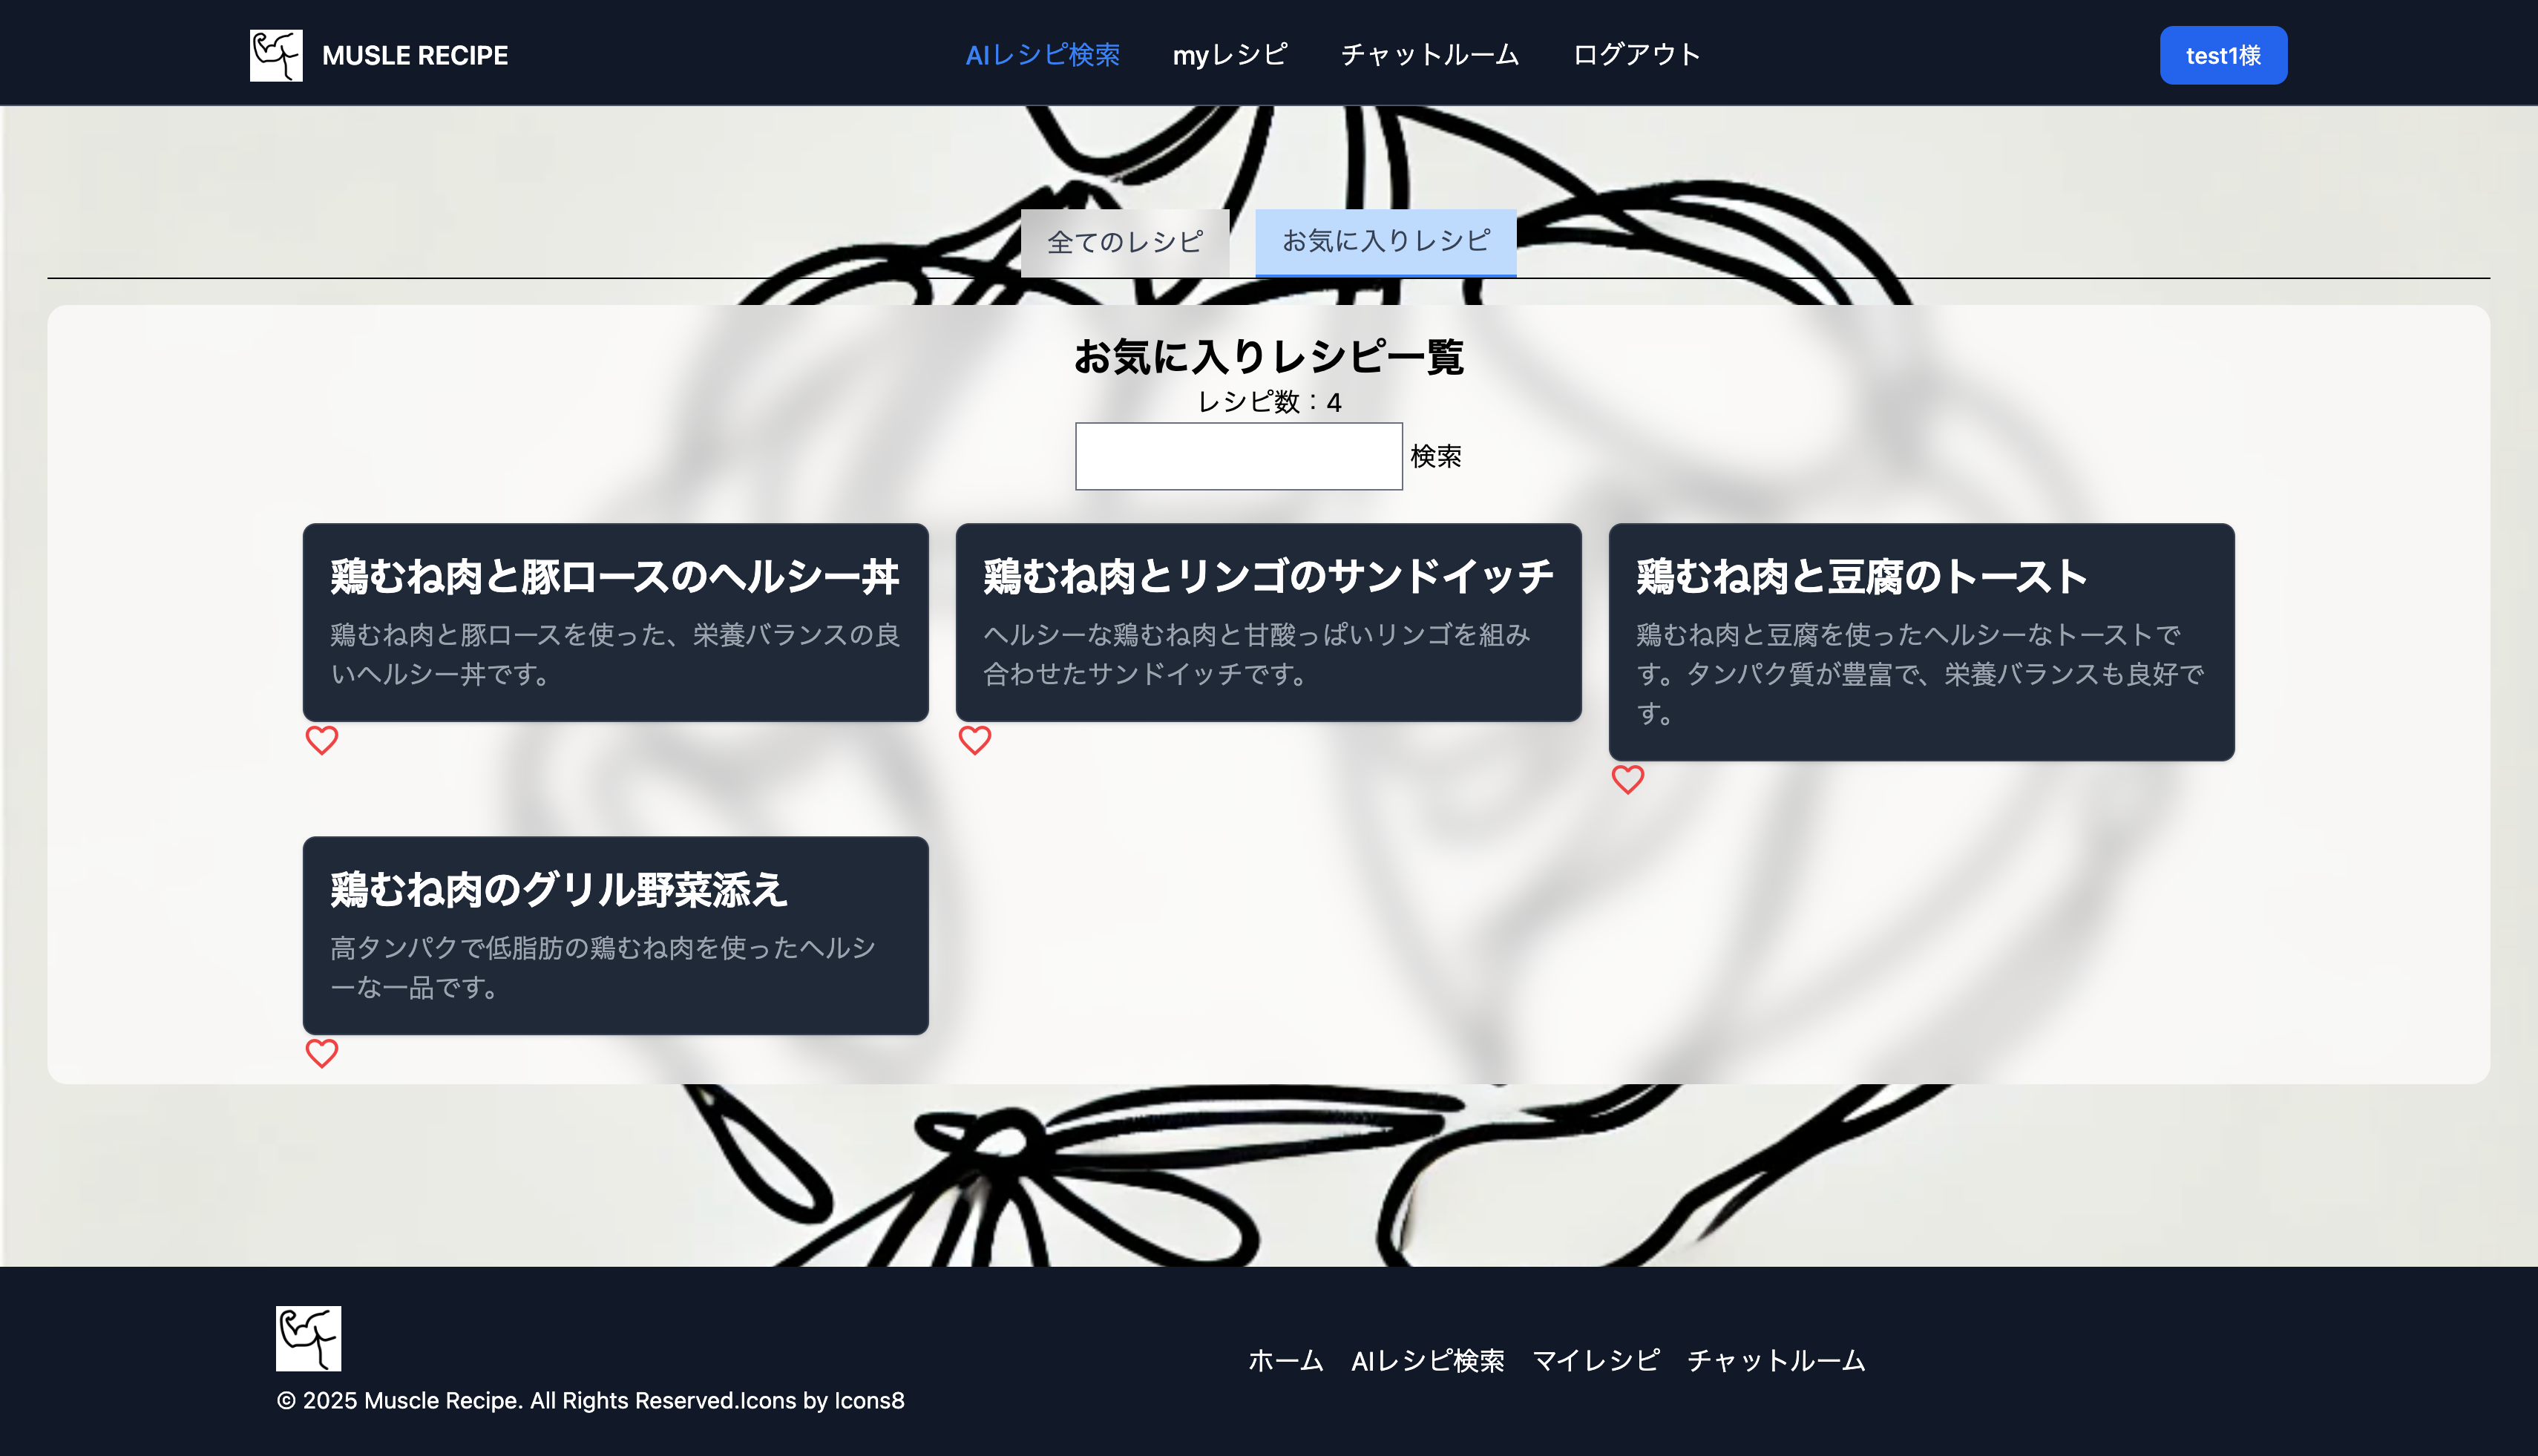 MUSLE RECIPE
AIレシピ検索
myレシピ
チャットルーム
ログアウト
test1様
全てのレシピ
お気に入りレシピ
お気に入りレシピ一覧
レシピ数：4
検索
鶏むね肉と豚ロースのヘルシー丼
鶏むね肉と豚ロースを使った、栄養バランスの良
いヘルシー丼です。
鶏むね肉とリンゴのサンドイッチ
ヘルシーな鶏むね肉と甘酸っぱいリンゴを組み
合わせたサンドイッチです。
鶏むね肉と豆腐のトースト
鶏むね肉と豆腐を使ったヘルシーなトーストで
す。タンパク質が豊富で、栄養バランスも良好で
す。
鶏むね肉のグリル野菜添え
高タンパクで低脂肪の鶏むね肉を使ったヘルシ
ーな一品です。
ホーム
AIレシピ検索
マイレシピ
チャットルーム
© 2025 Muscle Recipe. All Rights Reserved.Icons by Icons8